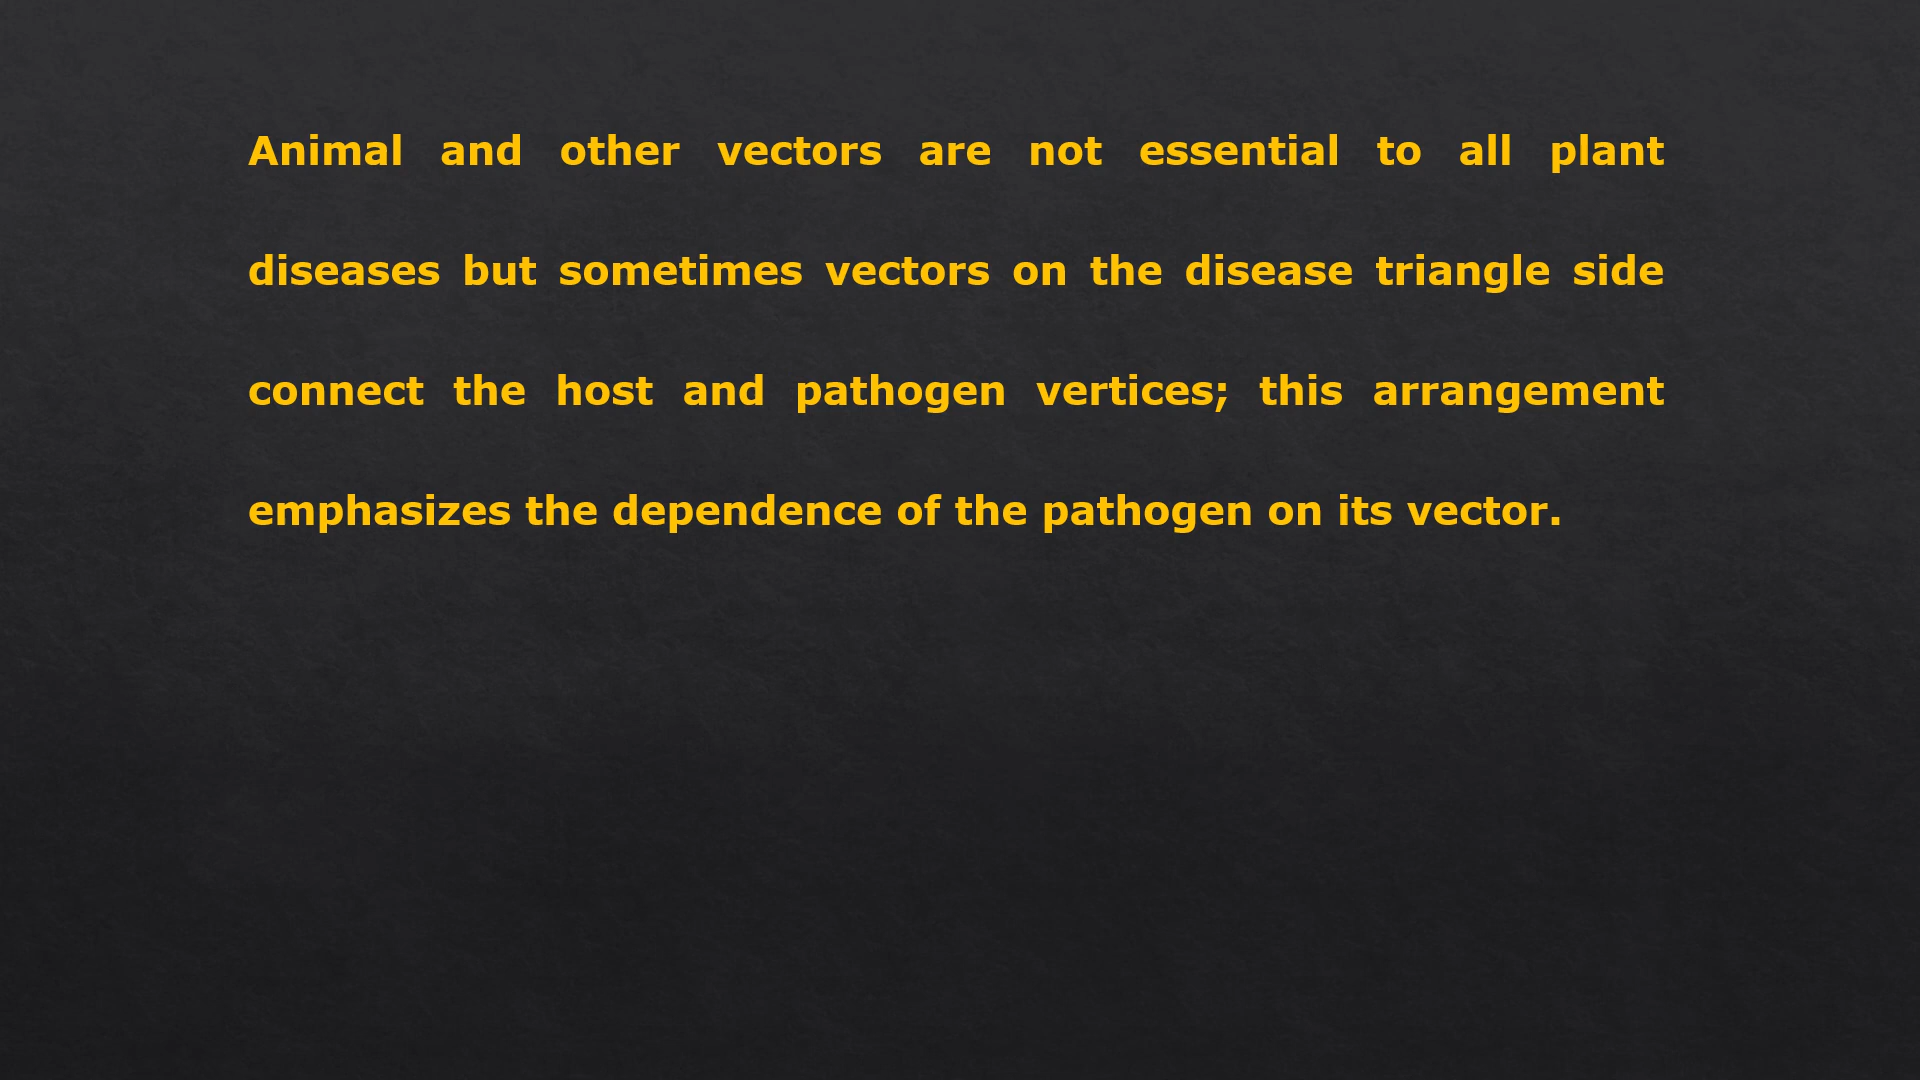 Animal and other vectors are not essential to all plant
diseases but sometimes vectors on the disease triangle side
connect the host and pathogen vertices; this arrangement
emphasizes the dependence of the pathogen on its vector.